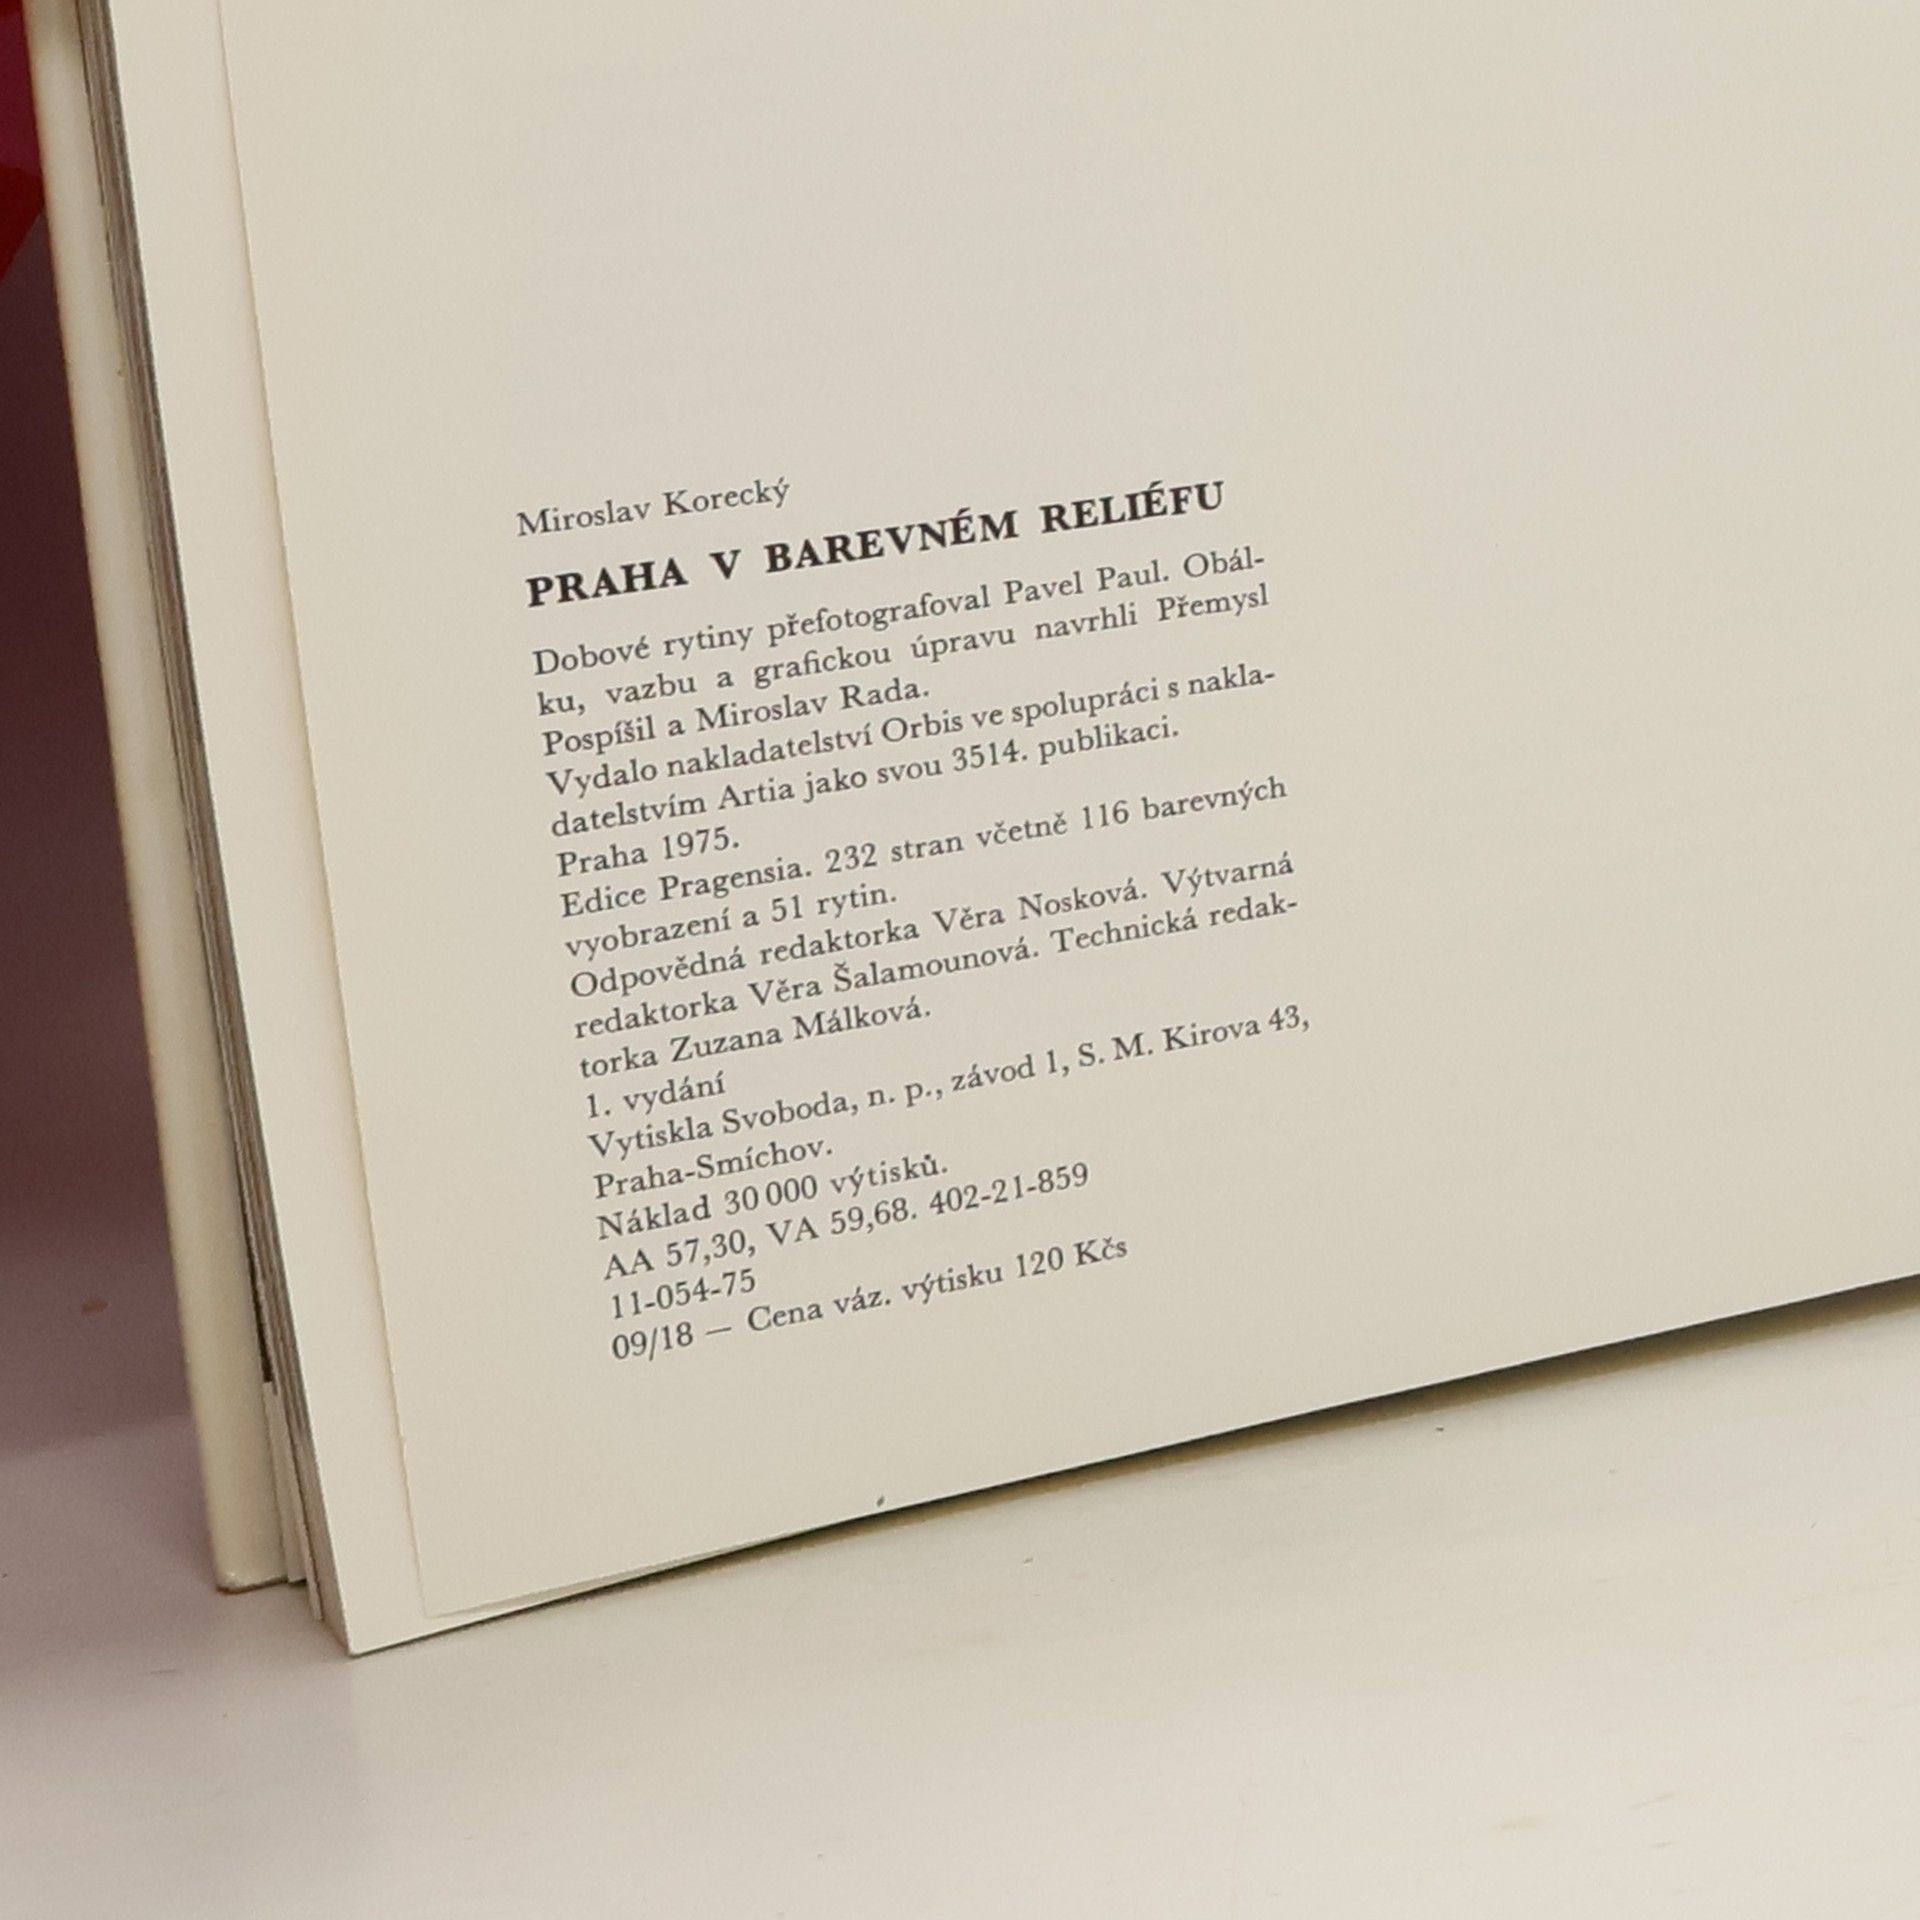 Miroslav Korecký
PRAHA V BAREVNÉM RELIÉFU
Dobové rytiny přefotografoval Pavel Paul. Obál-
ku, vazbu a grafickou úpravu navrhli Přemysl
Pospíšil a Miroslav Rada.
Vydalo nakladatelství Orbis ve spolupráci s nakla-
datelstvím Artia jako svou 3514. publikaci.
Praha 1975.
Edice Pragensia. 232 stran včetně 116 barevných
vyobrazení a 51 rytin.
Odpovědná redaktorka Věra Nosková. Výtvarná
redaktorka Věra Šalamounová. Technická redak-
torka Zuzana Málková.
1. vydání
Vytiskla Svoboda, n. p., závod 1, S. M. Kirova 43,
Praha-Smíchov.
Náklad 30 000 výtisků.
AA 57,30, VA 59,68. 402-21-859
11-054-75
09/18 — Cena váz. výtisku 120 Kčs